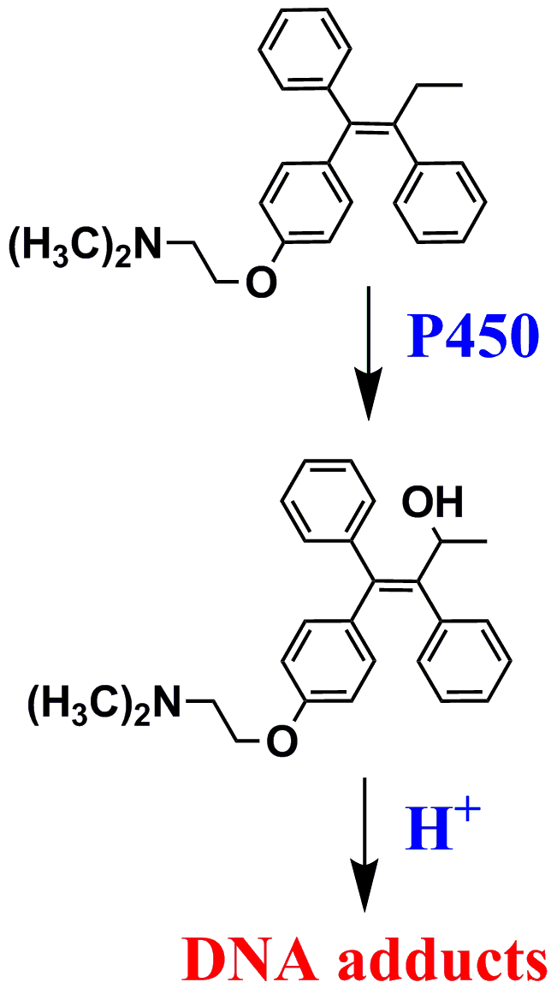 (H₃C)₂N
O
P450
OH
(H₃C)₂N
O
H⁺
DNA adducts